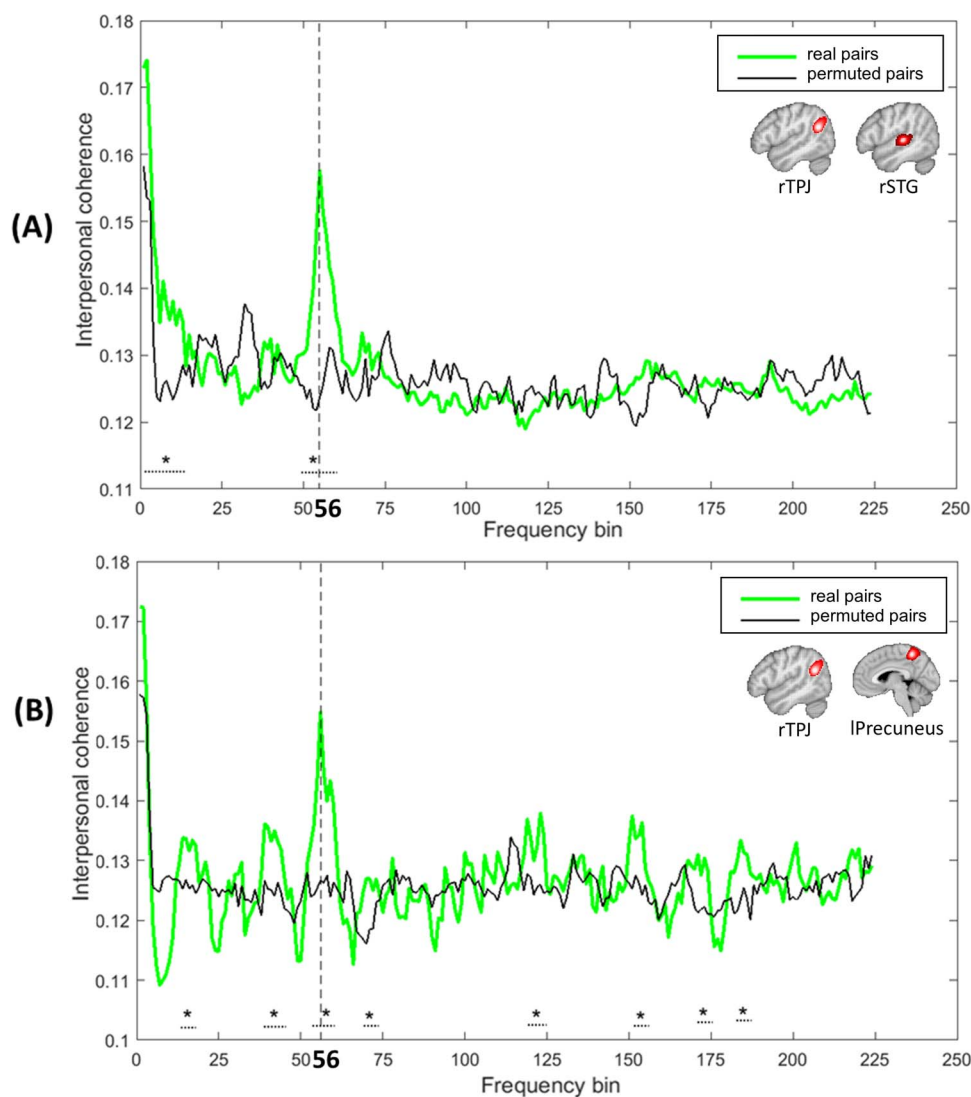 (A)
0.18
0.17
0.16
0.15
0.14
0.13
0.12
0.11
Interpersonal coherence
real pairs
permuted pairs
rTPJ rSTG
* *
0 25 50 56 75 100 125 150 175 200 225 250
Frequency bin
(B)
0.18
0.17
0.16
0.15
0.14
0.13
0.12
0.11
0.1
Interpersonal coherence
real pairs
permuted pairs
rTPJ lPrecuneus
* * * * * * * *
0 25 50 56 75 100 125 150 175 200 225 250
Frequency bin